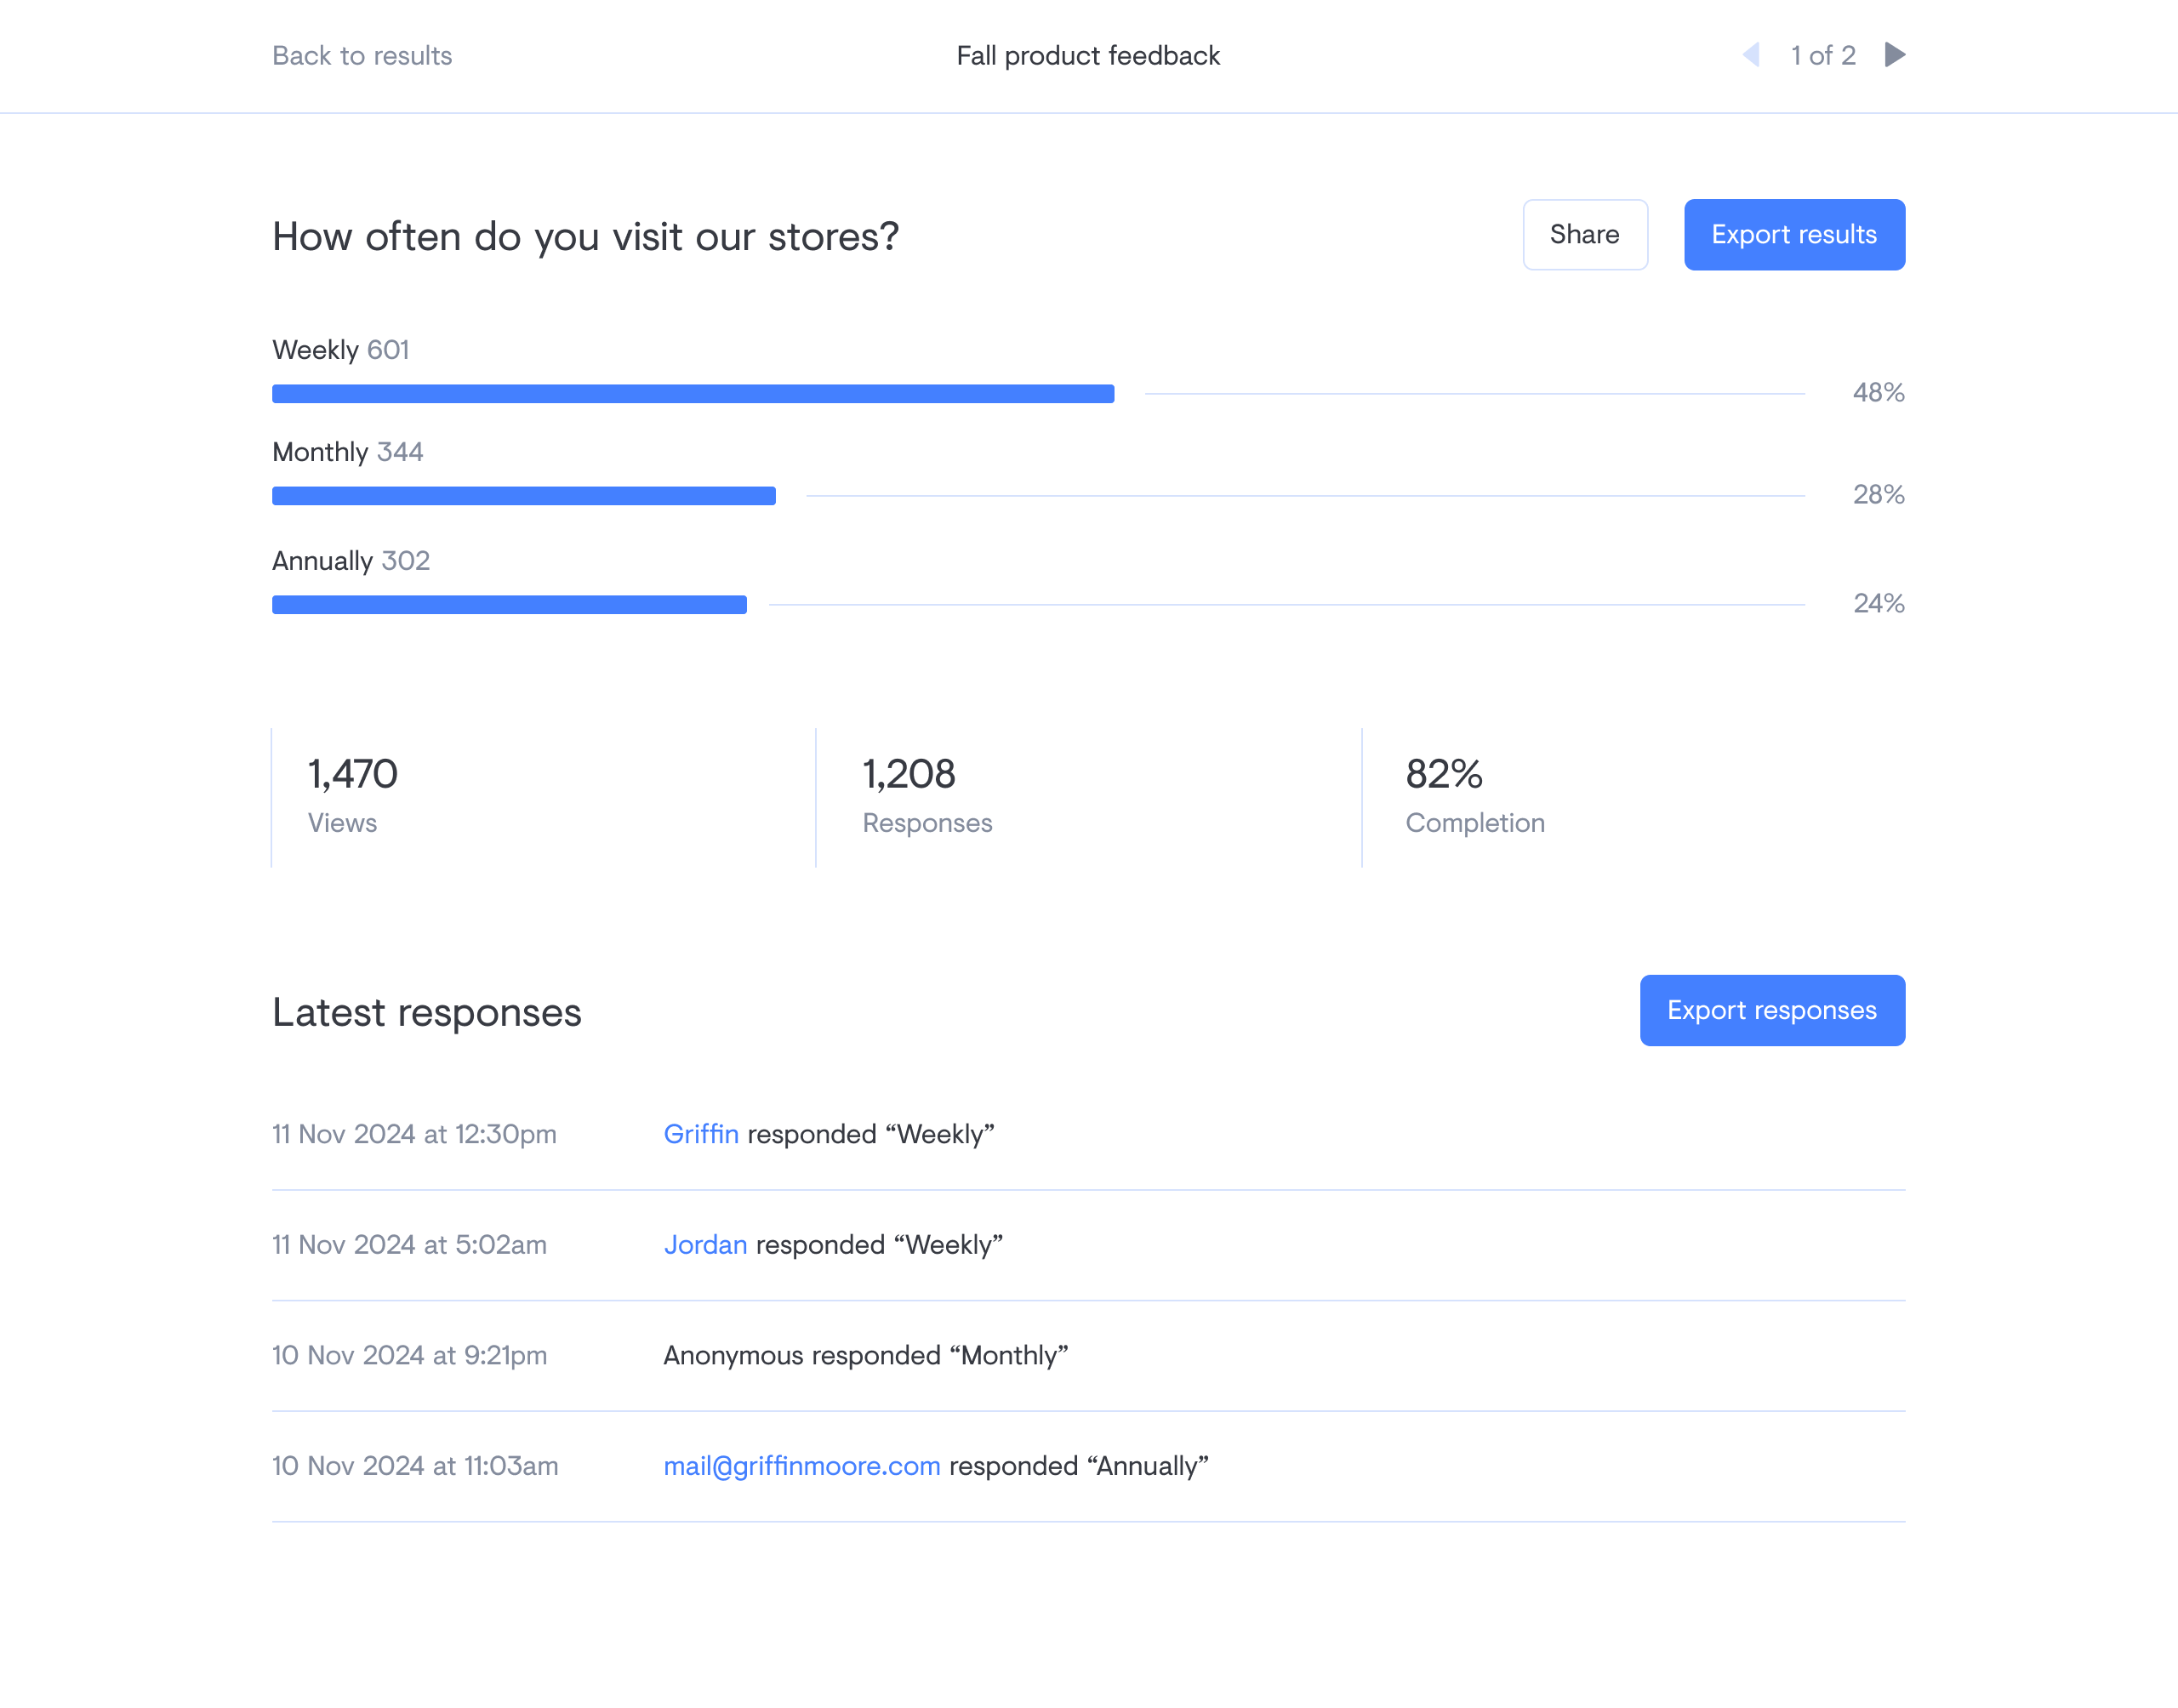 Back to results
Fall product feedback
1 of 2
How often do you visit our stores?
Share
Export results
Weekly 601
48%
Monthly 344
28%
Annually 302
24%
1,470
Views
1,208
Responses
82%
Completion
Latest responses
Export responses
11 Nov 2024 at 12:30pm
Griffin responded “Weekly”
11 Nov 2024 at 5:02am
Jordan responded “Weekly”
10 Nov 2024 at 9:21pm
Anonymous responded “Monthly”
10 Nov 2024 at 11:03am
mail@griffinmoore.com responded “Annually”